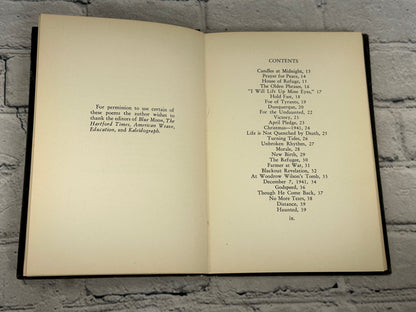 For permission to use certain of
these poems the author wishes to
thank the editors of Blue Moon, The
Hartford Times, American Weave,
Education, and Kaleidograph.
CONTENTS
Candles at Midnight, 13
Prayer for Peace, 14
House of Refuge, 15
The Olden Phrases, 16
"I Will Lift Up Mine Eyes," 17
Hold Fast, 18
Foe of Tyrants, 19
Dunquerque, 20
For the Undaunted, 22
Victory, 23
April Pledge, 23
Christmas—1941, 24
Life is Not Quenched by Death, 25
Turning Tides, 26
Unbroken Rhythm, 27
Morale, 28
New Birth, 29
The Refugee, 30
Farmer at War, 31
Blackout Revelation, 32
At Woodrow Wilson's Tomb, 33
December 7, 1941, 34
Godspeed, 36
Though He Come Back, 37
No More Tears, 38
Distance, 39
Haunted, 39
ix.